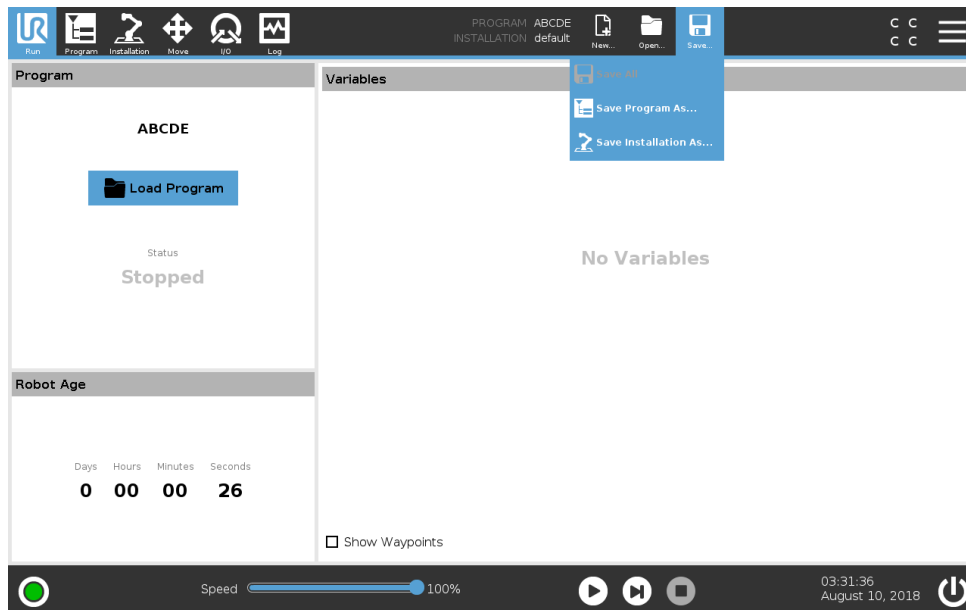 PROGRAM ABCDE
INSTALLATION default
C C
C C
Run Program Installation Move I/O Log New... Open... Save...
Save All
Save Program As...
Save Installation As...
Program
ABCDE
Load Program
Status
Stopped
Variables
No Variables
Show Waypoints
Robot Age
Days Hours Minutes Seconds
0 00 00 26
Speed 100%
03:31:36
August 10, 2018